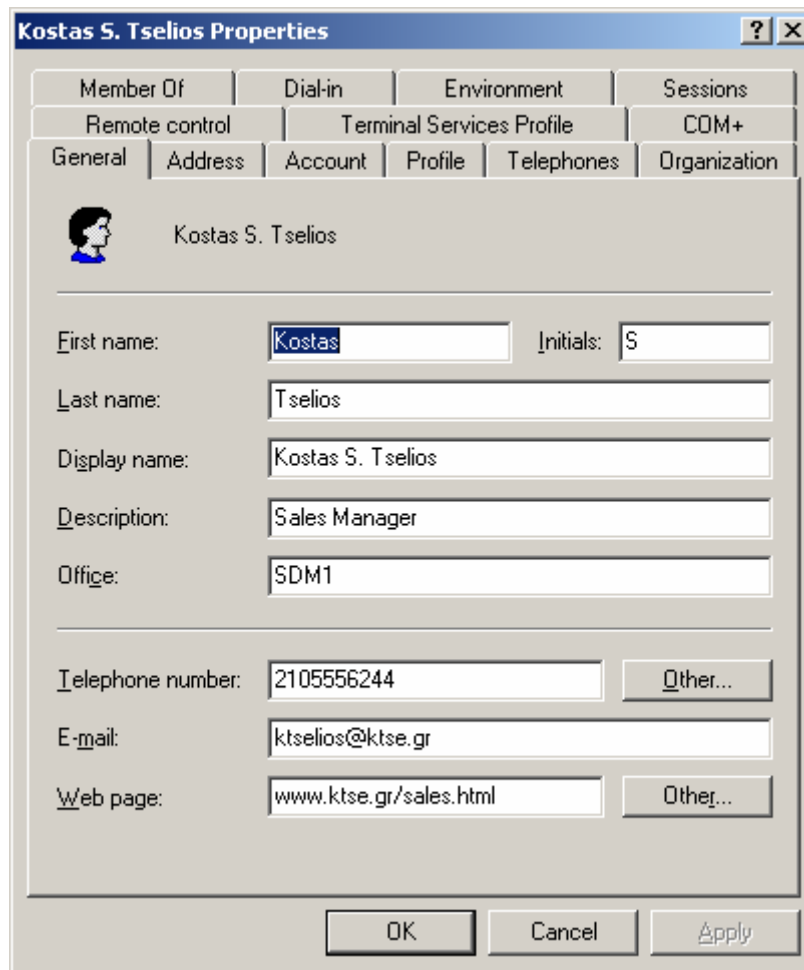 Kostas S. Tselios Properties
Member Of Dial-in Environment Sessions
Remote control Terminal Services Profile COM+
General Address Account Profile Telephones Organization
Kostas S. Tselios
First name: Kostas Initials: S
Last name: Tselios
Display name: Kostas S. Tselios
Description: Sales Manager
Office: SDM1
Telephone number: 2105556244 Other...
E-mail: ktselios@ktse.gr
Web page: www.ktse.gr/sales.html Other...
OK Cancel Apply